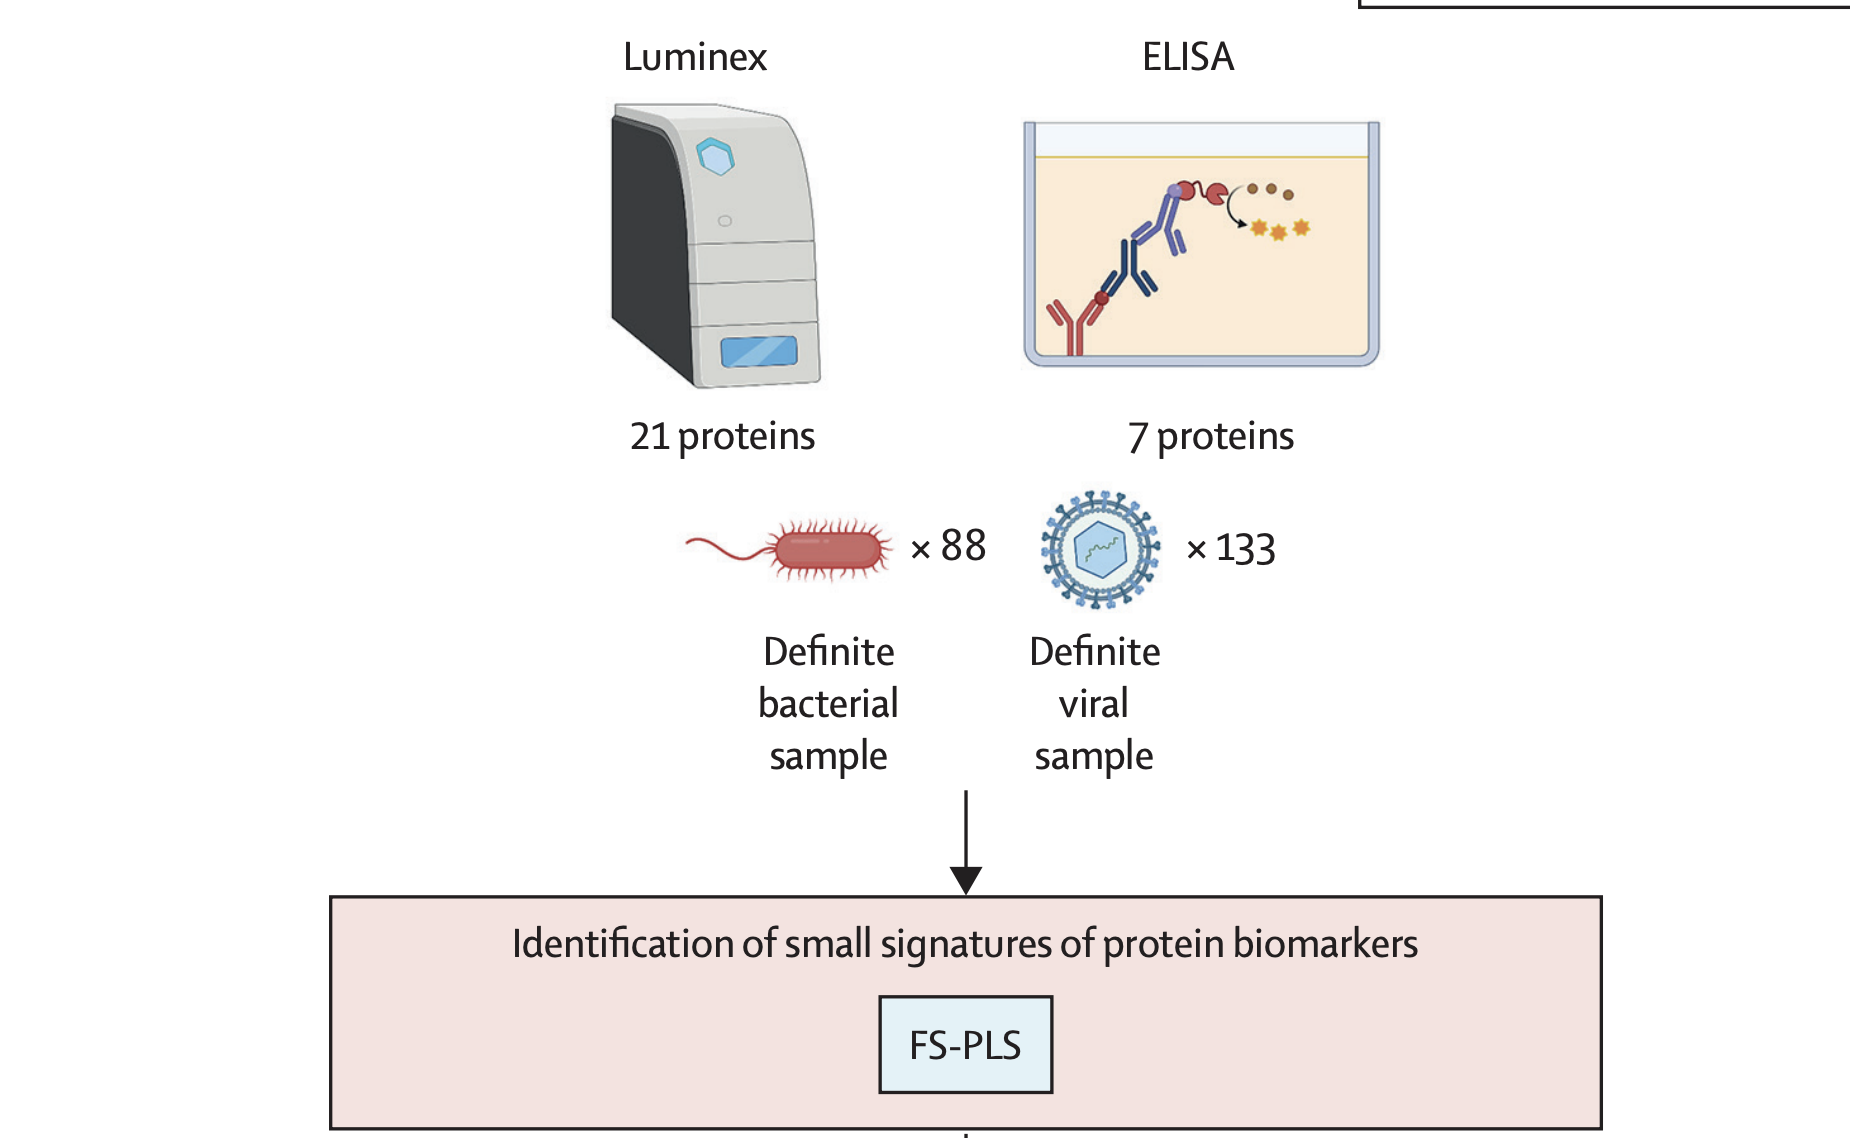 Luminex
ELISA
21 proteins
7 proteins
× 88
× 133
Definite
bacterial
sample
Definite
viral
sample
Identification of small signatures of protein biomarkers
FS-PLS